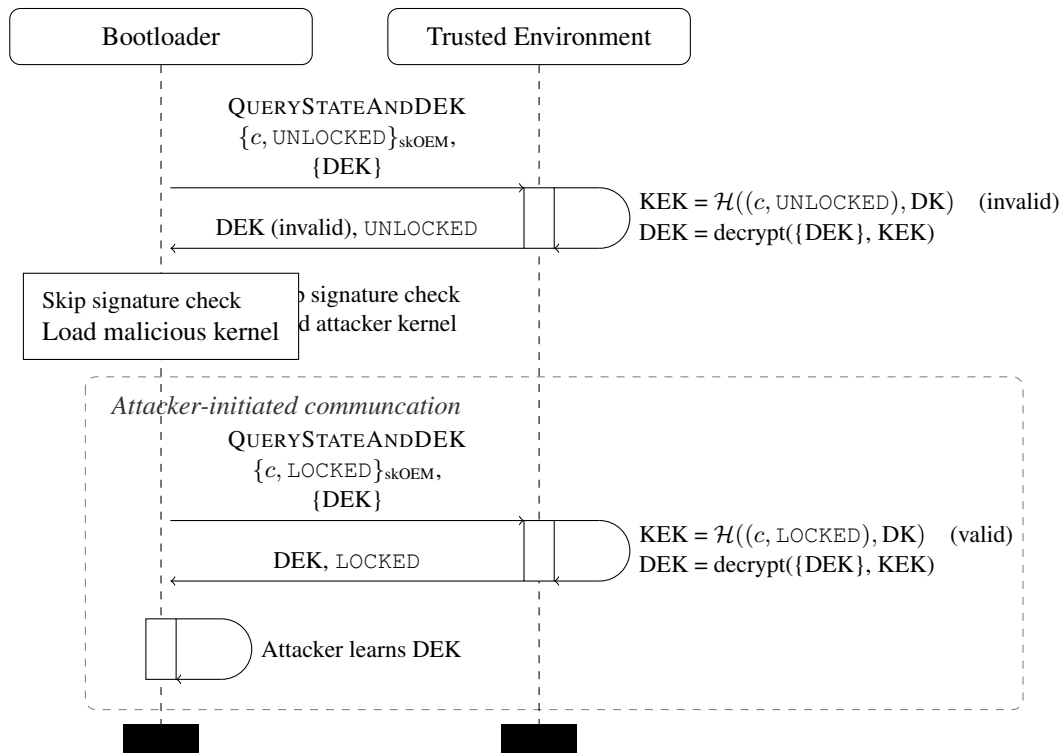 Bootloader
Trusted Environment
QUERYSTATEANDDEK
{c, UNLOCKED}skOEM,
{DEK}
KEK = H((c, UNLOCKED), DK) (invalid)
DEK = decrypt({DEK}, KEK)
DEK (invalid), UNLOCKED
Skip signature check
Load malicious kernel
signature check
attacker kernel
Attacker-initiated communcation
QUERYSTATEANDDEK
{c, LOCKED}skOEM,
{DEK}
KEK = H((c, LOCKED), DK) (valid)
DEK = decrypt({DEK}, KEK)
DEK, LOCKED
Attacker learns DEK